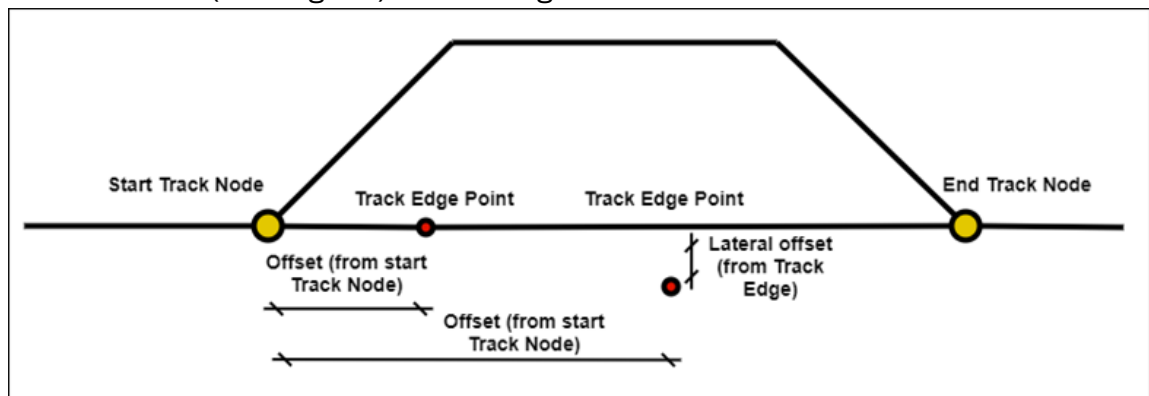 Start Track Node
Track Edge Point
Track Edge Point
End Track Node
Offset (from start
Track Node)
Lateral offset
(from Track
Edge)
Offset (from start
Track Node)